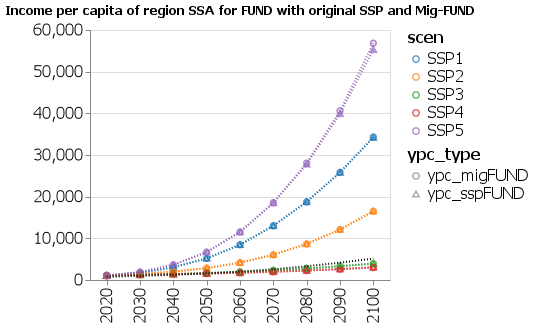 Income per capita of region SSA for FUND with original SSP and Mig-FUND
60,000
50,000
40,000
30,000
20,000
10,000
0
2020
2030
2040
2050
2060
2070
2080
2090
2100
scen
SSP1
SSP2
SSP3
SSP4
SSP5
ypc_type
ypc_migFUND
ypc_sspFUND